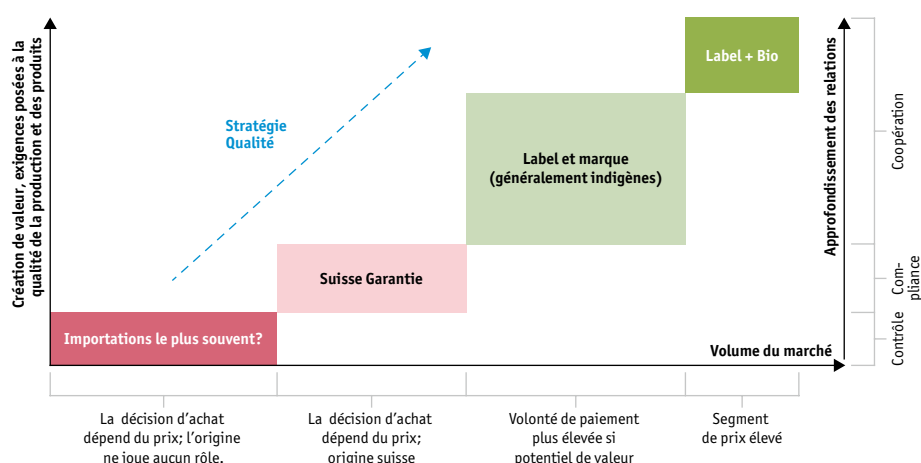 Création de valeur, exigences posées à la
qualité de la production et des produits
Stratégie
Qualité
Label + Bio
Label et marque
(généralement indigènes)
Suisse Garantie
Importations le plus souvent?
Volume du marché
Approfondissement des relations
Coopération
Com-
pliance
Contrôle
La décision d'achat
dépend du prix; l'origine
ne joue aucun rôle.
La décision d'achat
dépend du prix;
origine suisse
Volonté de paiement
plus élevée si
potentiel de valeur
Segment
de prix élevé